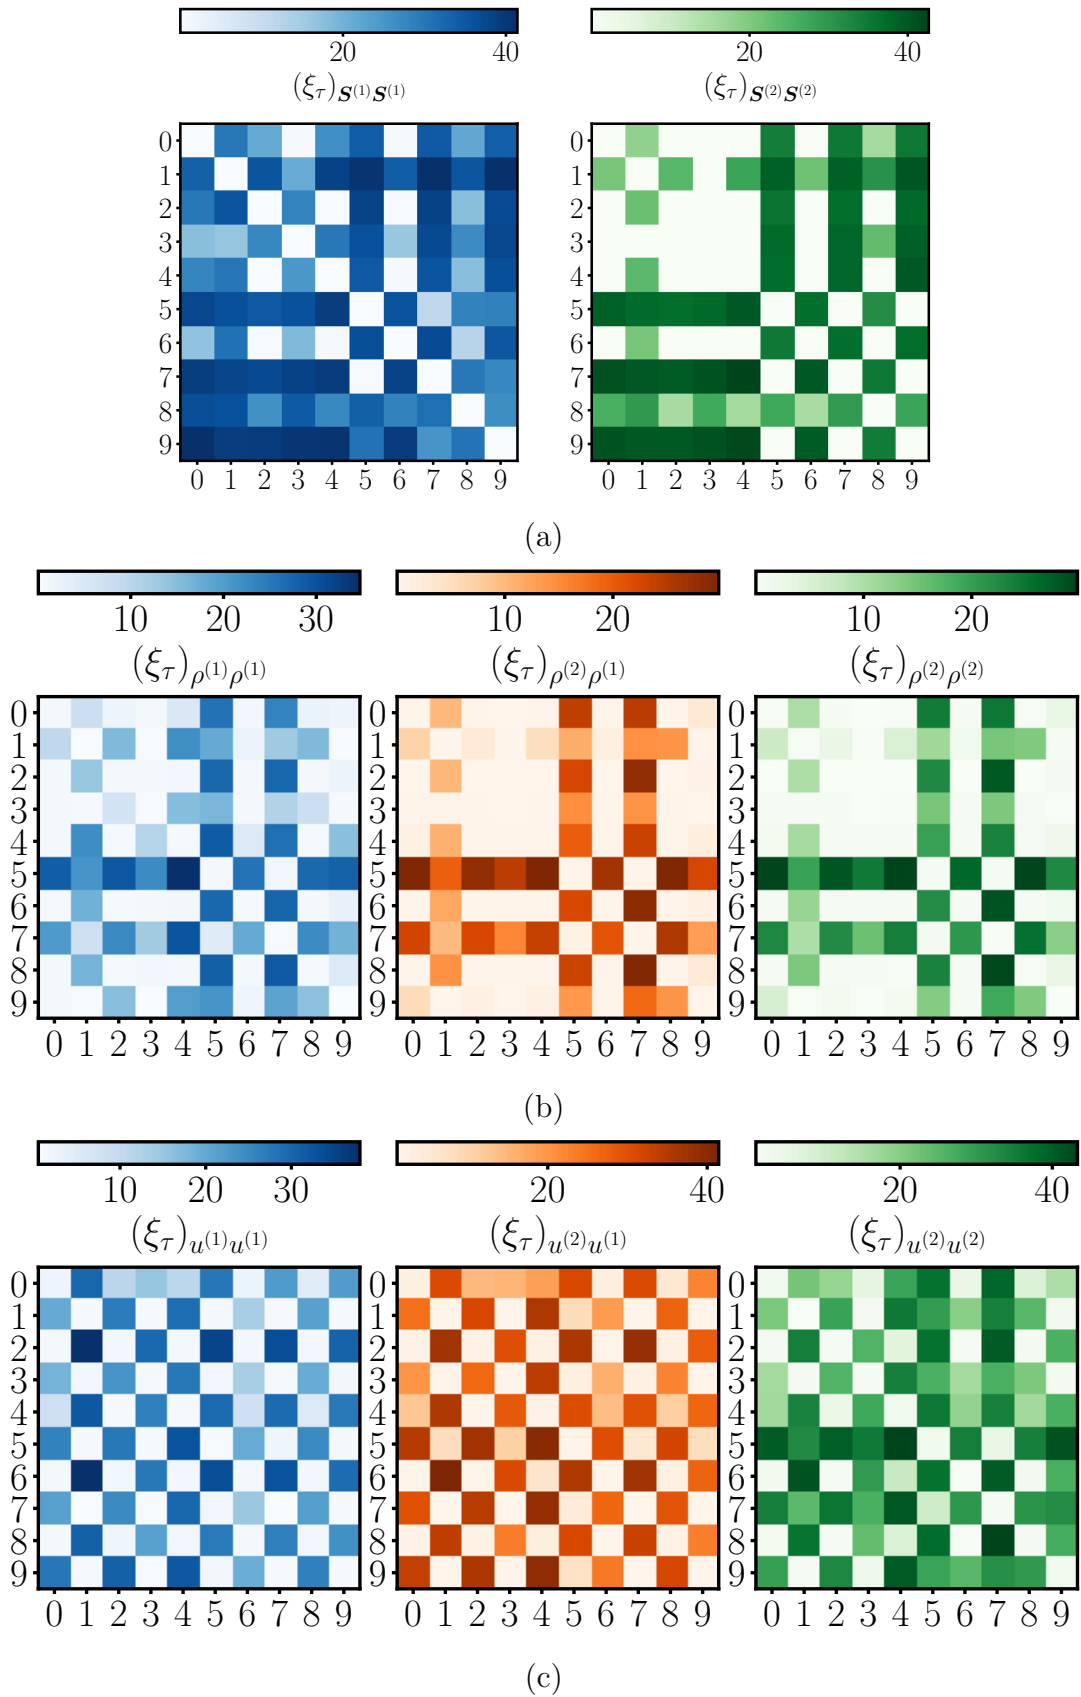 20 40 20 40
(ξ_τ)_{S^{(1)}S^{(1)}} (ξ_τ)_{S^{(2)}S^{(2)}}
0 0
1 1
2 2
3 3
4 4
5 5
6 6
7 7
8 8
9 9
0 1 2 3 4 5 6 7 8 9 0 1 2 3 4 5 6 7 8 9
(a)
10 20 30 10 20 10 20
(ξ_τ)_{ρ^{(1)}ρ^{(1)}} (ξ_τ)_{ρ^{(2)}ρ^{(1)}} (ξ_τ)_{ρ^{(2)}ρ^{(2)}}
0 0 0
1 1 1
2 2 2
3 3 3
4 4 4
5 5 5
6 6 6
7 7 7
8 8 8
9 9 9
0 1 2 3 4 5 6 7 8 9 0 1 2 3 4 5 6 7 8 9 0 1 2 3 4 5 6 7 8 9
(b)
10 20 30 20 40 20 40
(ξ_τ)_{u^{(1)}u^{(1)}} (ξ_τ)_{u^{(2)}u^{(1)}} (ξ_τ)_{u^{(2)}u^{(2)}}
0 0 0
1 1 1
2 2 2
3 3 3
4 4 4
5 5 5
6 6 6
7 7 7
8 8 8
9 9 9
0 1 2 3 4 5 6 7 8 9 0 1 2 3 4 5 6 7 8 9 0 1 2 3 4 5 6 7 8 9
(c)